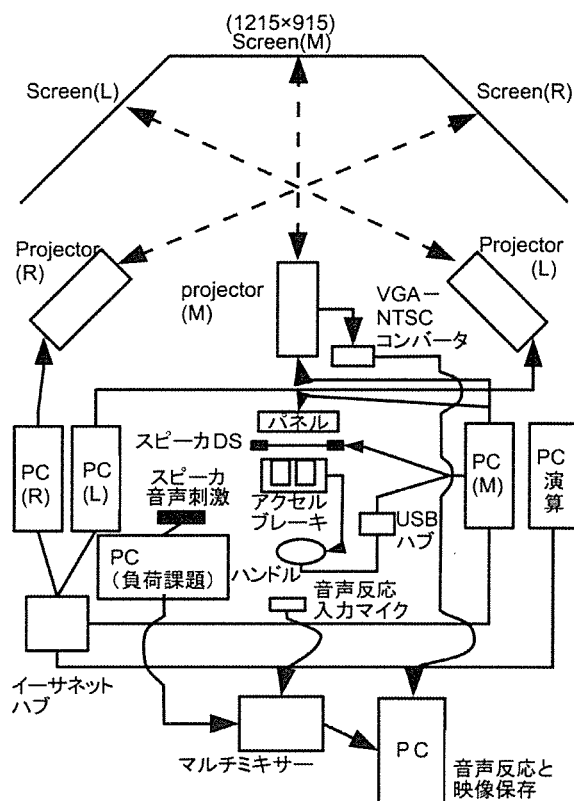 (1215×915)
Screen(M)
Screen(L)
Screen(R)
Projector
(R)
projector
(M)
Projector
(L)
VGAー
NTSC
コンバータ
パネル
スピーカDS
PC
(R)
PC
(L)
スピーカ
音声刺激
アクセル
ブレーキ
PC
(M)
PC
演算
USB
ハブ
PC
(負荷課題)
ハンドル
音声反応
入力マイク
イーサネット
ハブ
マルチミキサー
PC
音声反応と
映像保存